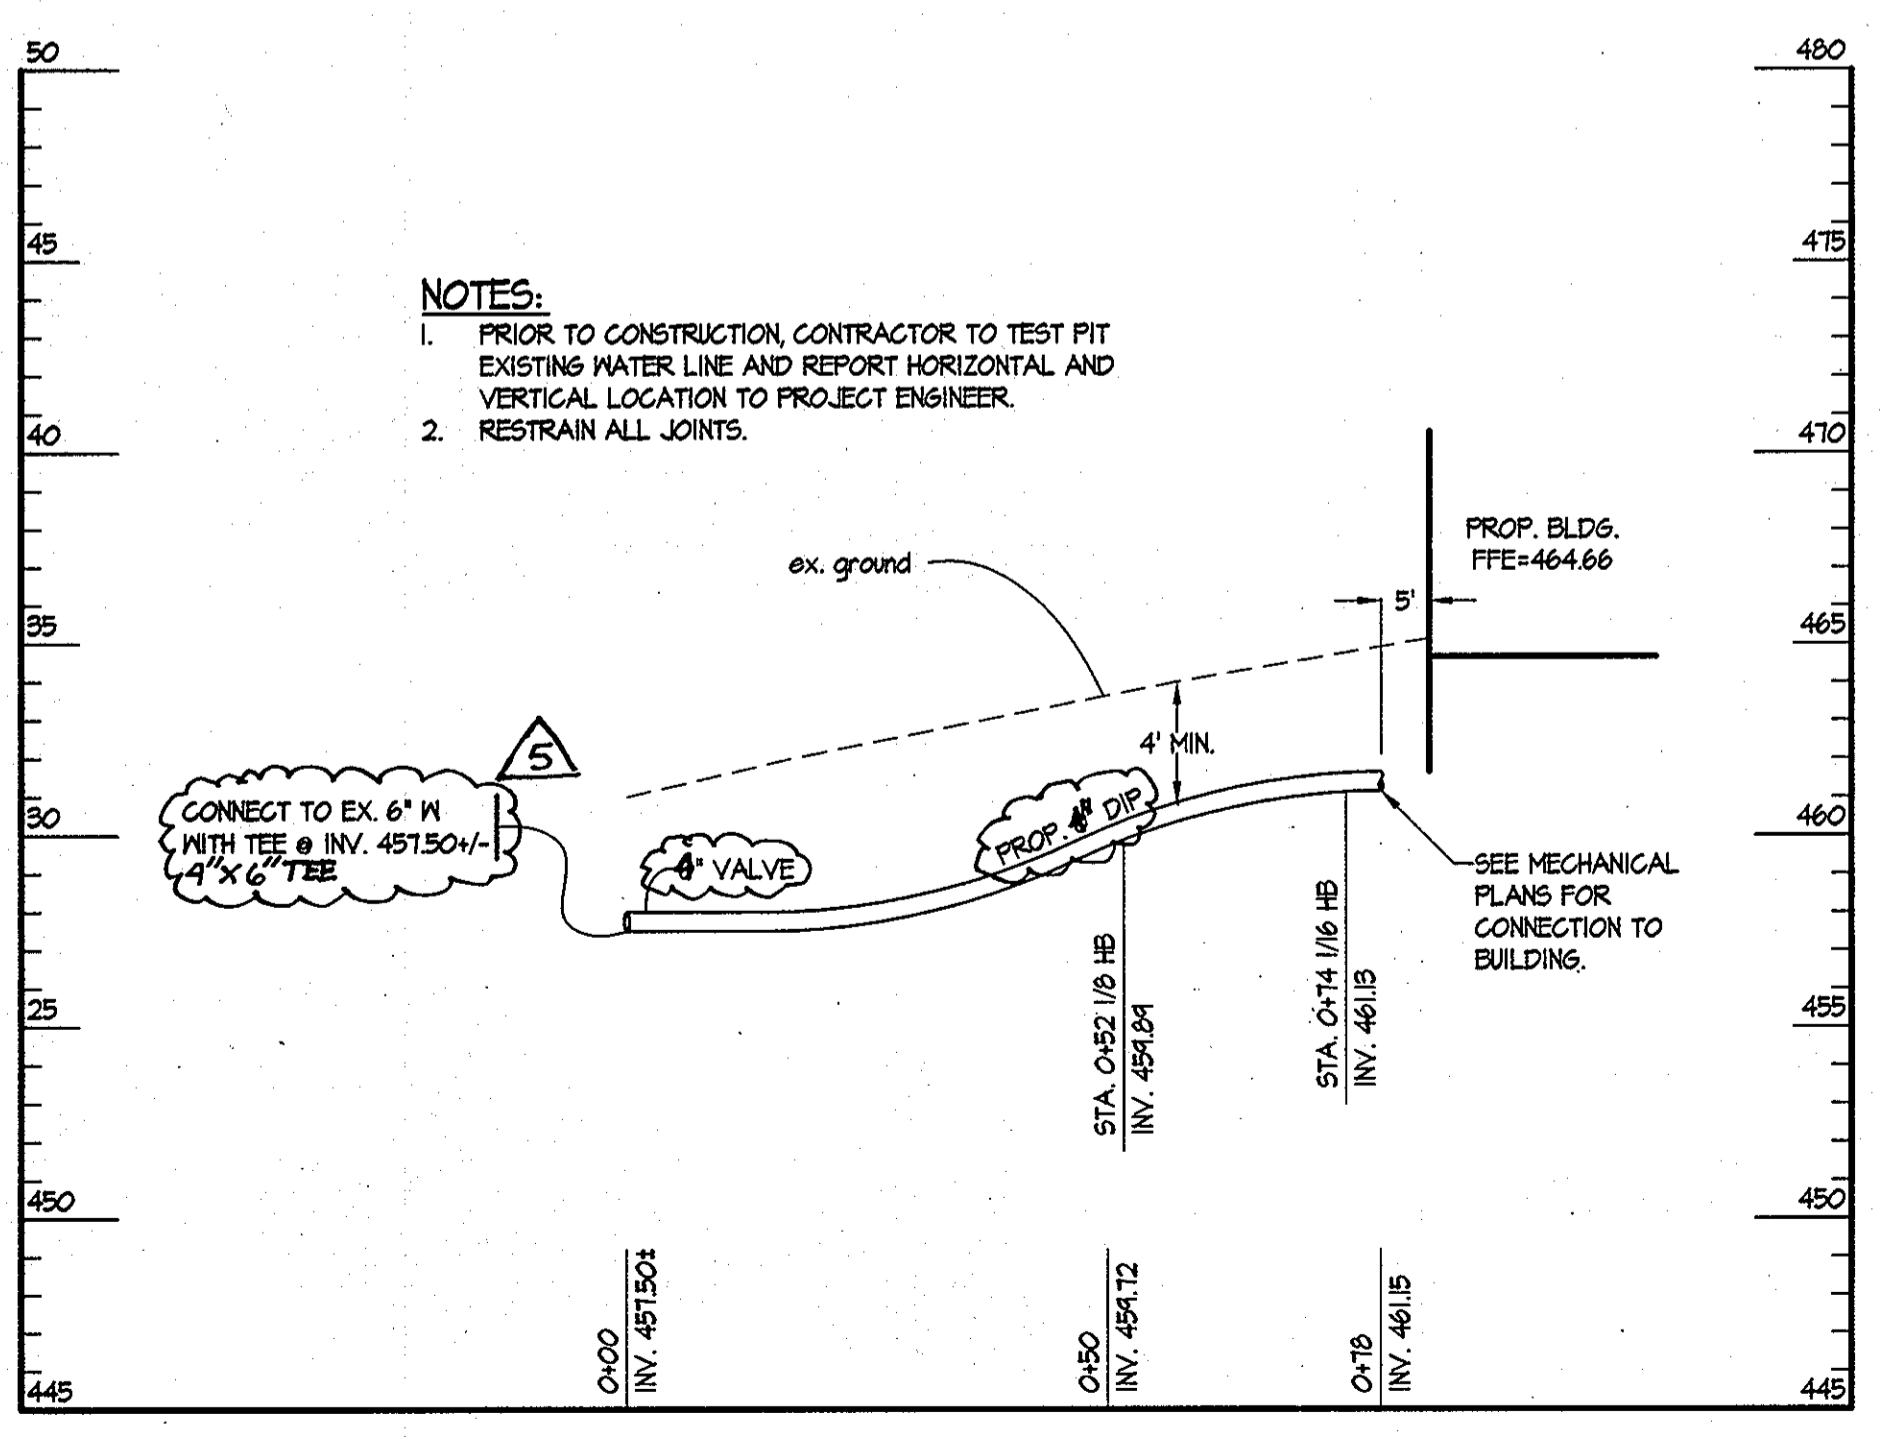 50
480
45
475
NOTES:
1. PRIOR TO CONSTRUCTION, CONTRACTOR TO TEST PIT
EXISTING WATER LINE AND REPORT HORIZONTAL AND
VERTICAL LOCATION TO PROJECT ENGINEER.
2. RESTRAIN ALL JOINTS.
40
470
PROP. BLDG.
FFE=464.66
ex. ground
5'
35
465
4' MIN.
5
CONNECT TO EX. 6" W
WITH TEE @ INV. 457.50+/-
4"X6" TEE
30
460
PROP. 4" DIP
4" VALVE
SEE MECHANICAL
PLANS FOR
CONNECTION TO
BUILDING.
STA. 0+52 1/8 HB
INV. 459.89
STA. 0+74 1/16 HB
INV. 461.13
25
455
450
450
0+00
INV. 457.50±
0+50
INV. 459.72
0+78
INV. 461.15
445
445